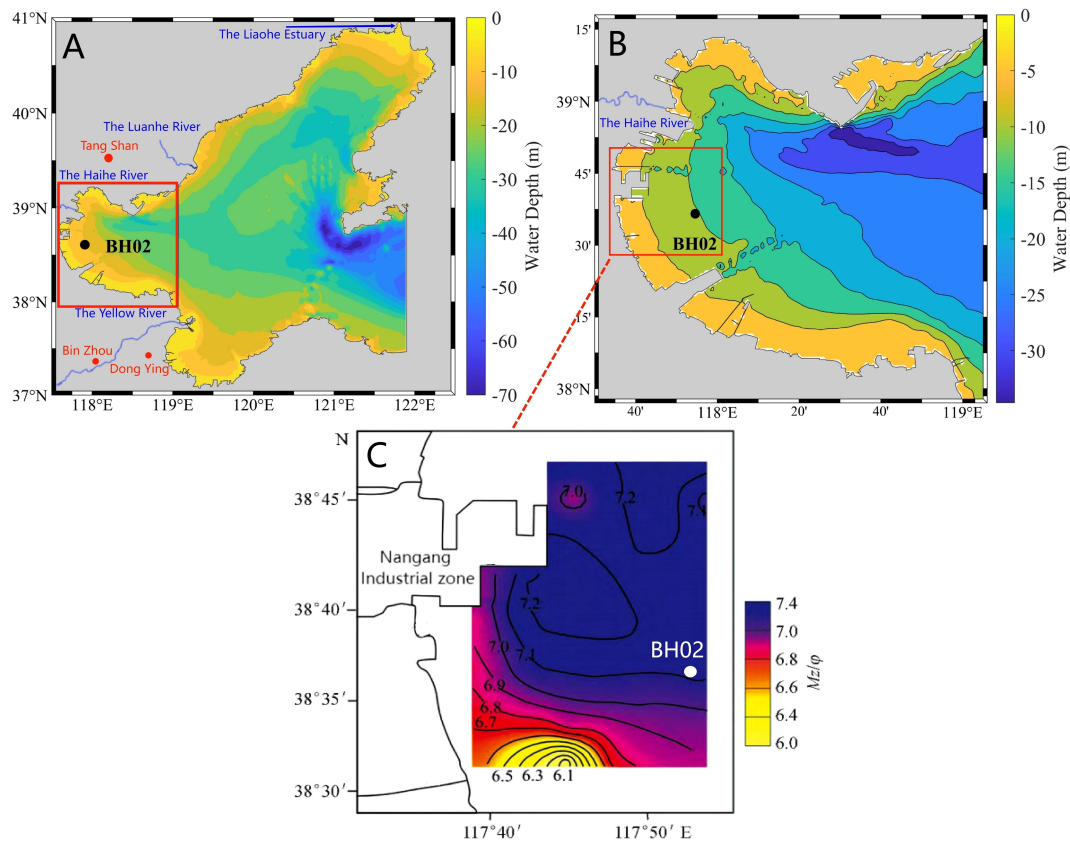 A
41°N
40°N
39°N
38°N
37°N
118°E
119°E
120°E
121°E
122°E
The Liaohe Estuary
The Luanhe River
Tang Shan
The Haihe River
BH02
The Yellow River
Bin Zhou
Dong Ying
0
-10
-20
-30
-40
-50
-60
-70
Water Depth (m)
B
15'
39°N
45'
30'
15'
38°N
40'
118°E
20'
40'
119°E
The Haihe River
BH02
0
-5
-10
-15
-20
-25
-30
Water Depth (m)
N
C
38°45′
38°40′
38°35′
38°30′
117°40′
117°50′ E
Nangang
Industrial zone
7.0
7.2
7.2
7.0
7.1
6.9
6.8
6.7
6.5
6.3
6.1
BH02
7.4
7.0
6.8
6.6
6.4
6.0
Mz/φ